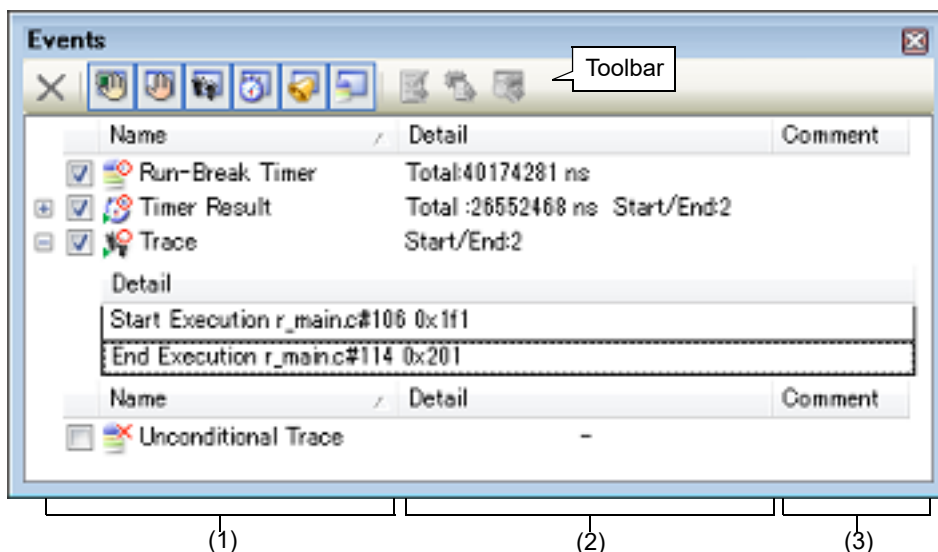 Events
Toolbar
Name Detail Comment
Run-Break Timer Total:40174281 ns
Timer Result Total :26552468 ns Start/End:2
Trace Start/End:2
Detail
Start Execution r_main.c#106 0x1f1
End Execution r_main.c#114 0x201
Name Detail Comment
Unconditional Trace -
(1) (2) (3)